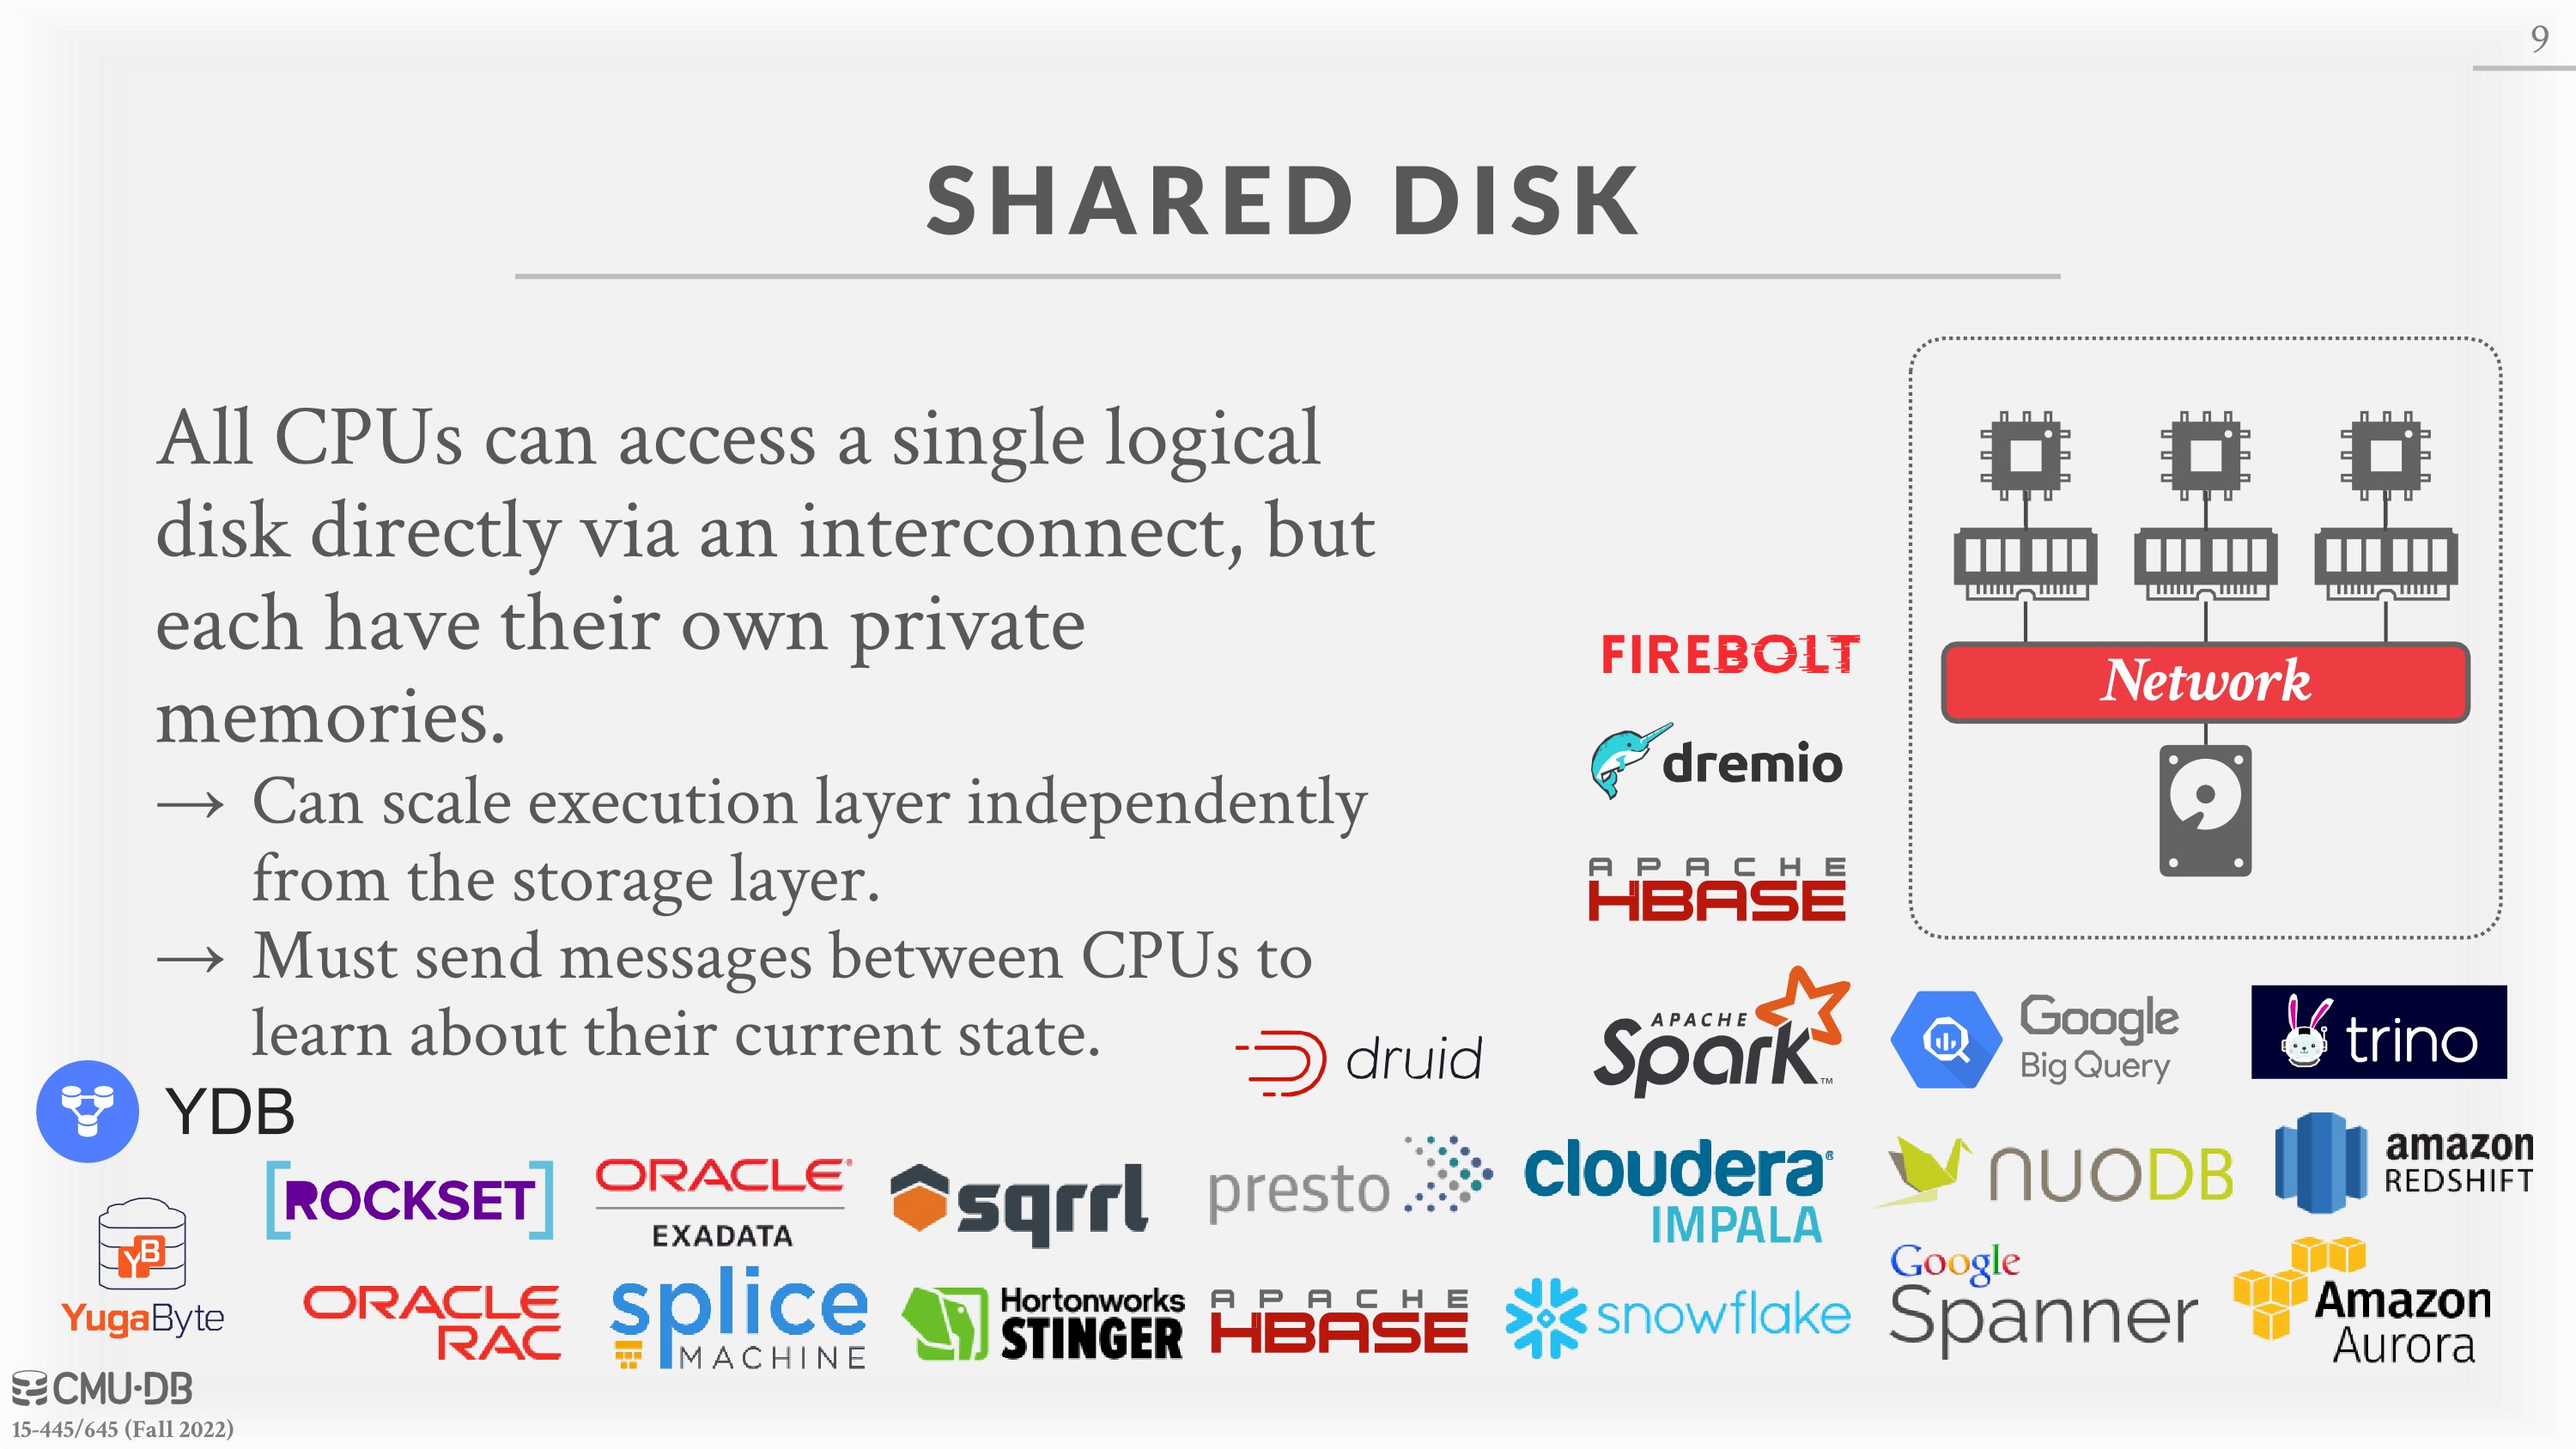 9
SHARED DISK
All CPUs can access a single logical
disk directly via an interconnect, but
each have their own private
memories.
→ Can scale execution layer independently
from the storage layer.
→ Must send messages between CPUs to
learn about their current state.
Network
FIREBOLT
dremio
APACHE
HBASE
druid
APACHE
Spark™
Google
Big Query
trino
YDB
[ROCKSET]
ORACLE®
EXADATA
sqrrl
presto
cloudera®
IMPALA
NUODB
amazon
REDSHIFT
YB
YugaByte
ORACLE
RAC
splice
MACHINE
Hortonworks
STINGER
APACHE
HBASE
snowflake
Google
Spanner
Amazon
Aurora
CMU·DB
15-445/645 (Fall 2022)